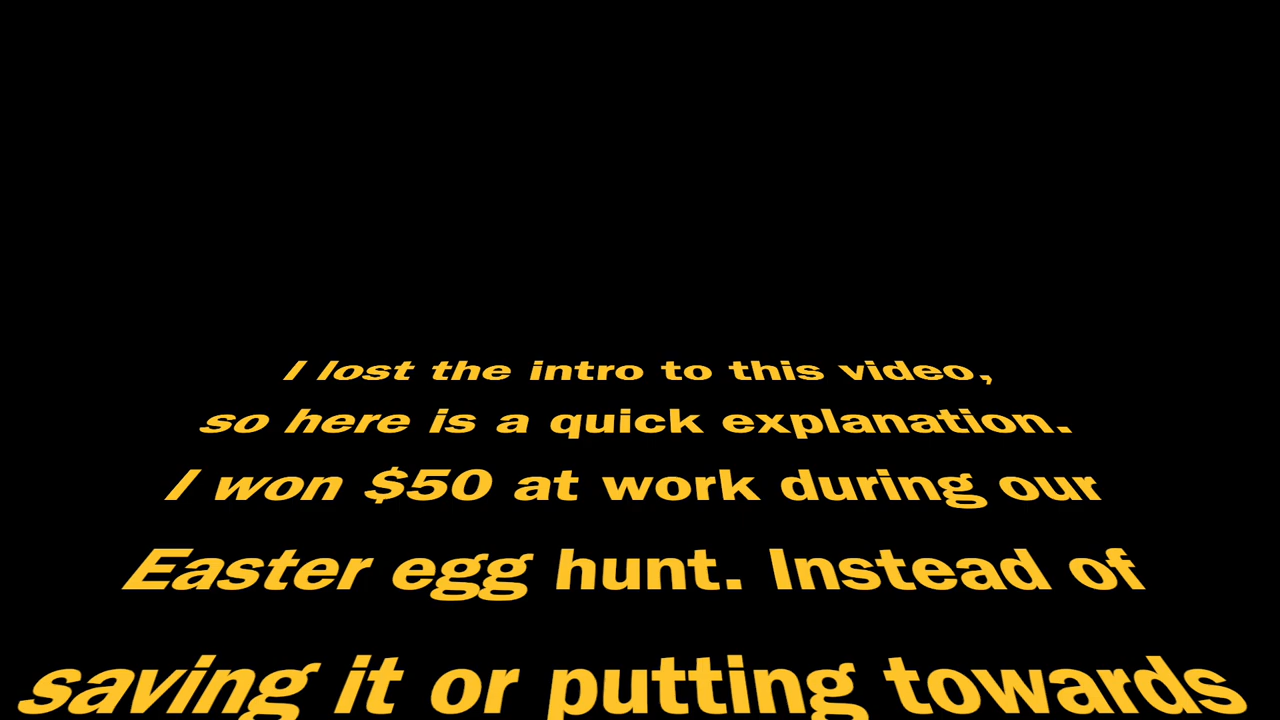 I lost the intro to this video,
so here is a quick explanation.
I won $50 at work during our
Easter egg hunt. Instead of
saving it or putting towards